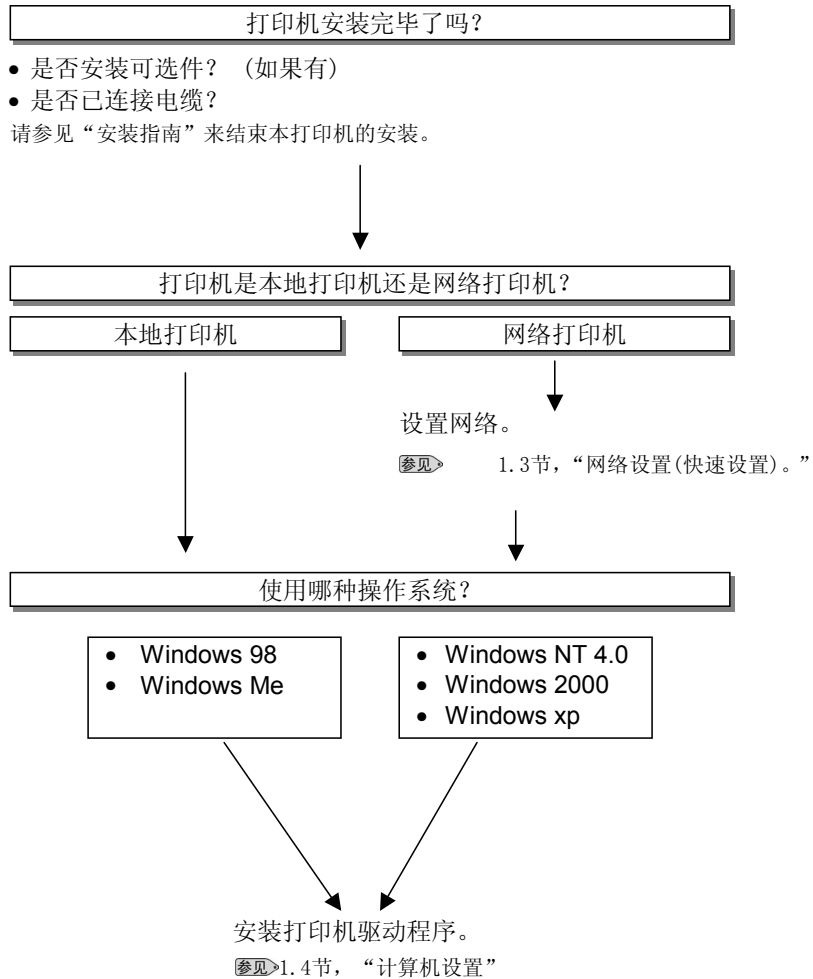 打印机安装完毕了吗?
• 是否安装可选件? (如果有)
• 是否已连接电缆?
请参见“安装指南”来结束本打印机的安装。
打印机是本地打印机还是网络打印机?
本地打印机
网络打印机
设置网络。
参见 1.3节,“网络设置(快速设置)。”
使用哪种操作系统?
• Windows 98
• Windows Me
• Windows NT 4.0
• Windows 2000
• Windows xp
安装打印机驱动程序。
参见 1.4节, “计算机设置”